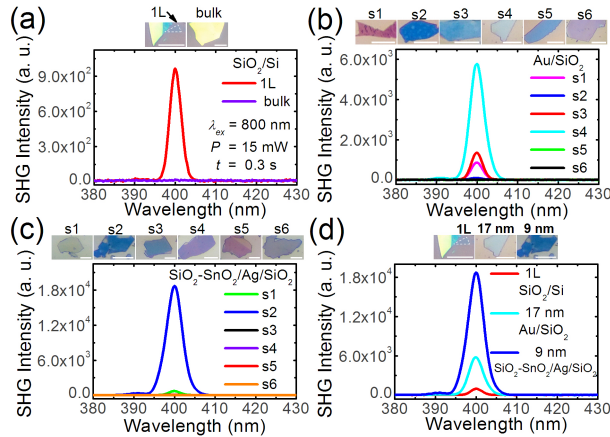 (a)
1L bulk
SiO2/Si
1L
bulk
λex = 800 nm
P = 15 mW
t = 0.3 s
9.0x10²
6.0x10²
3.0x10²
0.0
380 390 400 410 420 430
Wavelength (nm)
SHG Intensity (a. u.)
(b)
s1 s2 s3 s4 s5 s6
Au/SiO2
s1
s2
s3
s4
s5
s6
6.0x10³
4.0x10³
2.0x10³
0.0
380 390 400 410 420 430
Wavelength (nm)
SHG Intensity (a. u.)
(c)
s1 s2 s3 s4 s5 s6
SiO2-SnO2/Ag/SiO2
s1
s2
s3
s4
s5
s6
1.8x10⁴
1.2x10⁴
6.0x10³
0.0
380 390 400 410 420 430
Wavelength (nm)
SHG Intensity (a. u.)
(d)
1L 17 nm 9 nm
1L
SiO2/Si
17 nm
Au/SiO2
9 nm
SiO2-SnO2/Ag/SiO2
1.8x10⁴
1.2x10⁴
6.0x10³
0.0
380 390 400 410 420 430
Wavelength (nm)
SHG Intensity (a. u.)